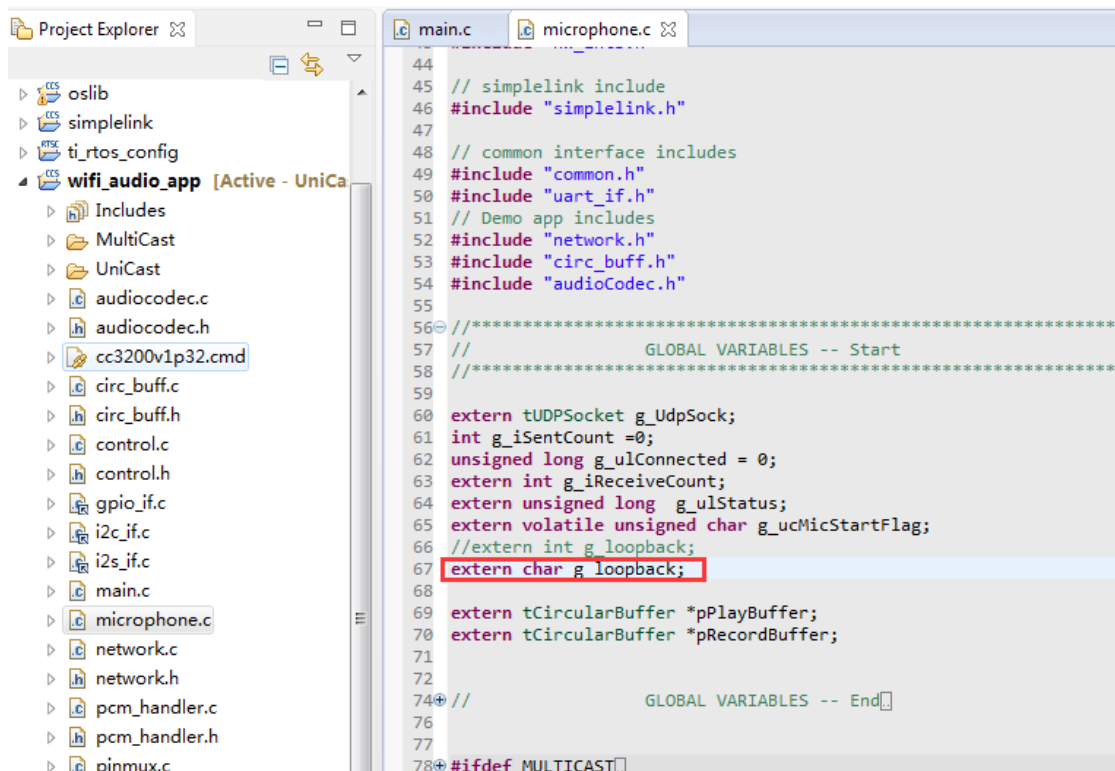 Project Explorer
oslib
simplelink
ti_rtos_config
wifi_audio_app [Active - UniCa
Includes
MultiCast
UniCast
audiocodec.c
audiocodec.h
cc3200v1p32.cmd
circ_buff.c
circ_buff.h
control.c
control.h
gpio_if.c
i2c_if.c
i2s_if.c
main.c
microphone.c
network.c
network.h
pcm_handler.c
pcm_handler.h
pinmux.c
main.c
microphone.c
44
45 // simplelink include
46 #include "simplelink.h"
47
48 // common interface includes
49 #include "common.h"
50 #include "uart_if.h"
51 // Demo app includes
52 #include "network.h"
53 #include "circ_buff.h"
54 #include "audioCodec.h"
55
56 //***************************************************************
57 // GLOBAL VARIABLES -- Start
58 //***************************************************************
59
60 extern tUDPSocket g_UdpSock;
61 int g_iSentCount =0;
62 unsigned long g_ulConnected = 0;
63 extern int g_iReceiveCount;
64 extern unsigned long  g_ulStatus;
65 extern volatile unsigned char g_ucMicStartFlag;
66 //extern int g_loopback;
67 extern char g_loopback;
68
69 extern tCircularBuffer *pPlayBuffer;
70 extern tCircularBuffer *pRecordBuffer;
71
72
74 // GLOBAL VARIABLES -- End
76
77
78 #ifdef MULTICAST